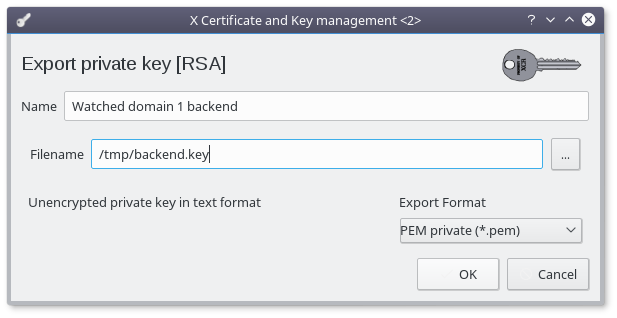 X Certificate and Key management <2>
Export private key [RSA]
Name
Watched domain 1 backend
Filename
/tmp/backend.key
...
Unencrypted private key in text format
Export Format
PEM private (*.pem)
OK
Cancel